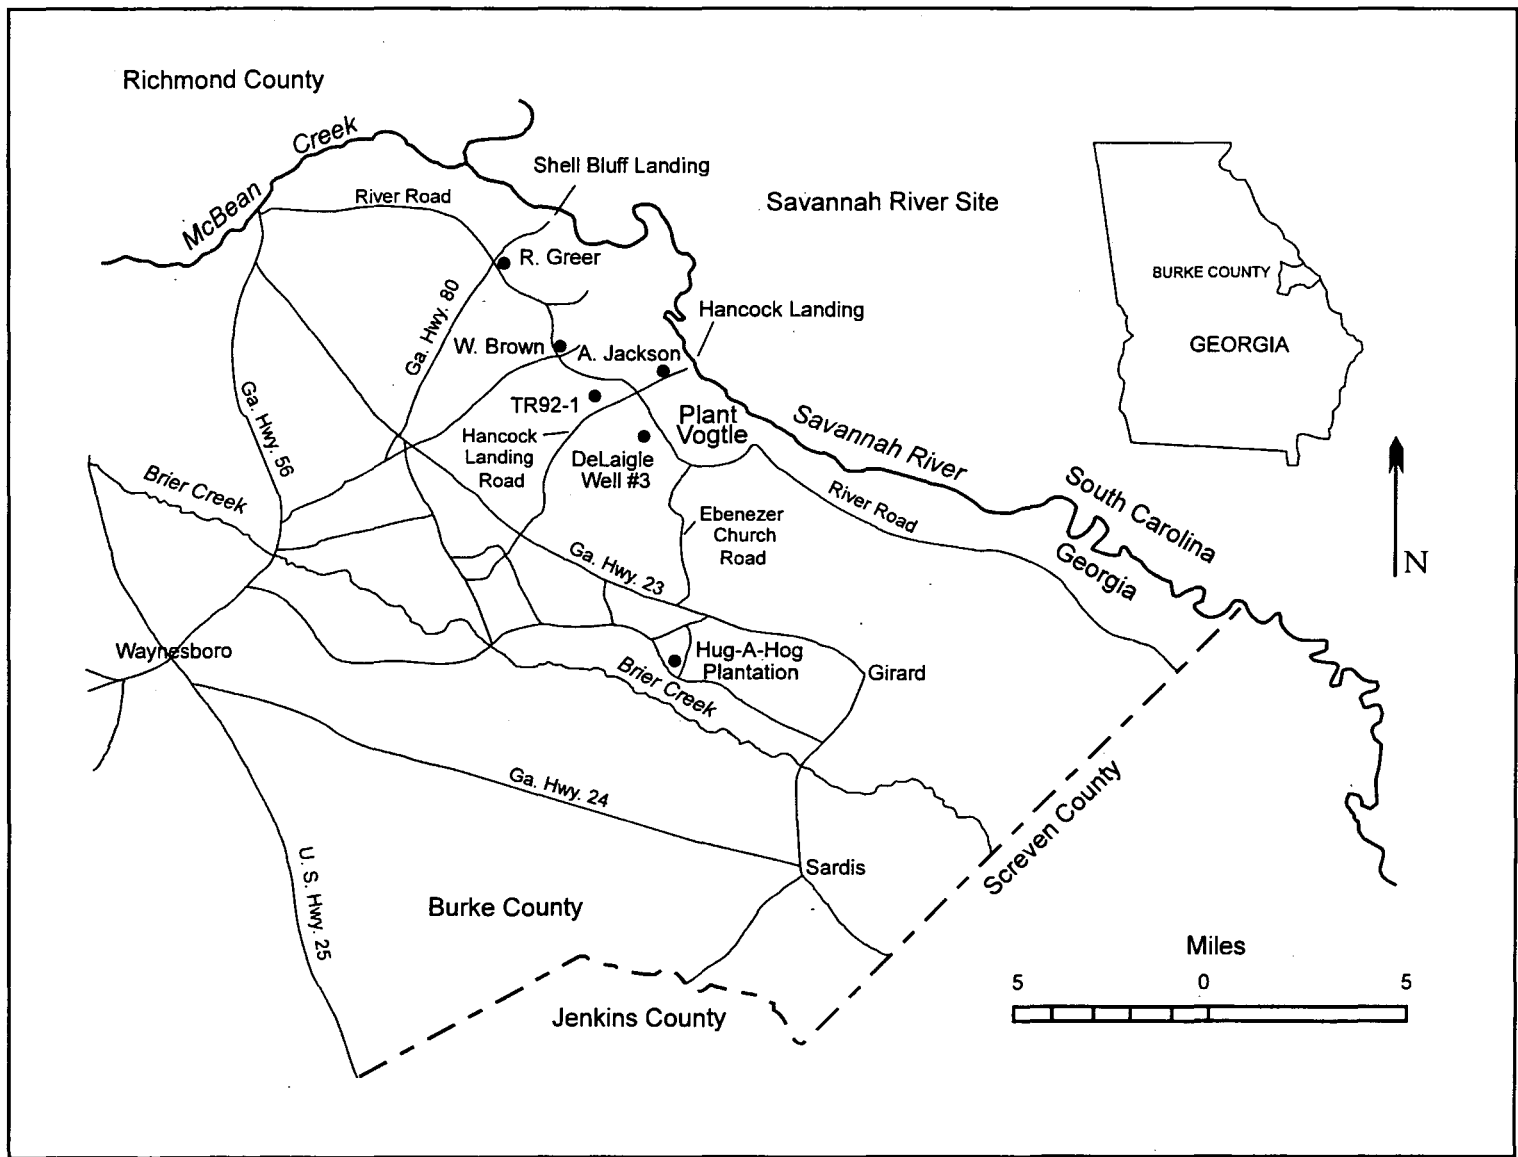 Richmond County
McBean
Creek
Shell Bluff Landing
River Road
Savannah River Site
R. Greer
Ga. Hwy. 80
Hancock Landing
BURKE COUNTY
GEORGIA
W. Brown
A. Jackson
TR92-1
Plant
Vogtle
Hancock
Landing
Road
DeLaigle
Well #3
Savannah River
Ga. Hwy. 56
Brier Creek
River Road
South Carolina
Georgia
Ebenezer
Church
Road
N
Ga. Hwy. 23
Waynesboro
Hug-A-Hog
Plantation
Girard
Brier Creek
Ga. Hwy. 24
Screven County
U. S. Hwy. 25
Sardis
Burke County
Jenkins County
Miles
5 0 5